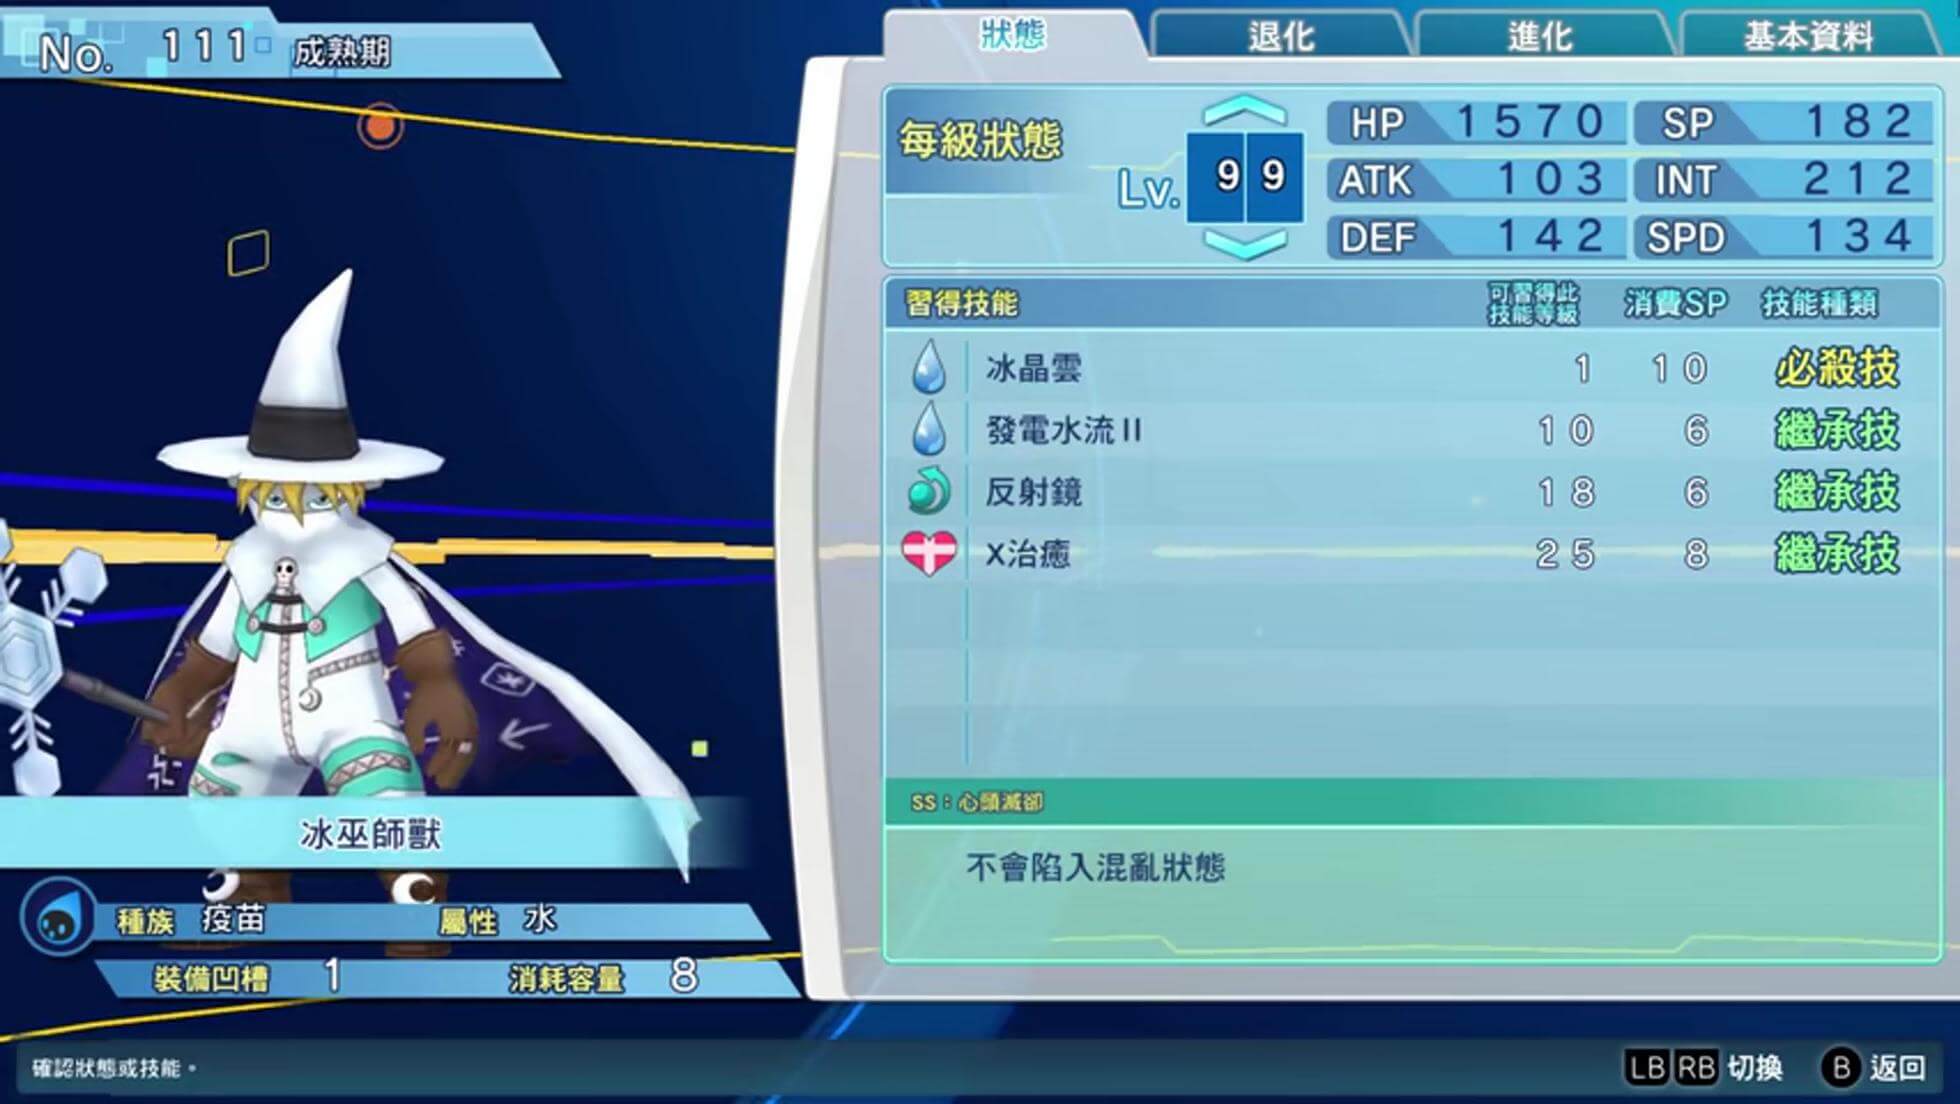 No. 111 成熟期
狀態 退化 進化 基本資料
每級狀態
Lv. 99
HP 1570 SP 182
ATK 103 INT 212
DEF 142 SPD 134
習得技能 可習得此技能等級 消費SP 技能種類
冰晶雲 1 10 必殺技
發電水流II 10 6 繼承技
反射鏡 18 6 繼承技
X治癒 25 8 繼承技
SS：心頭滅卻
不會陷入混亂狀態
冰巫師獸
種族 疫苗 屬性 水
裝備凹槽 1 消耗容量 8
確認狀態或技能。
LB RB 切換 B 返回